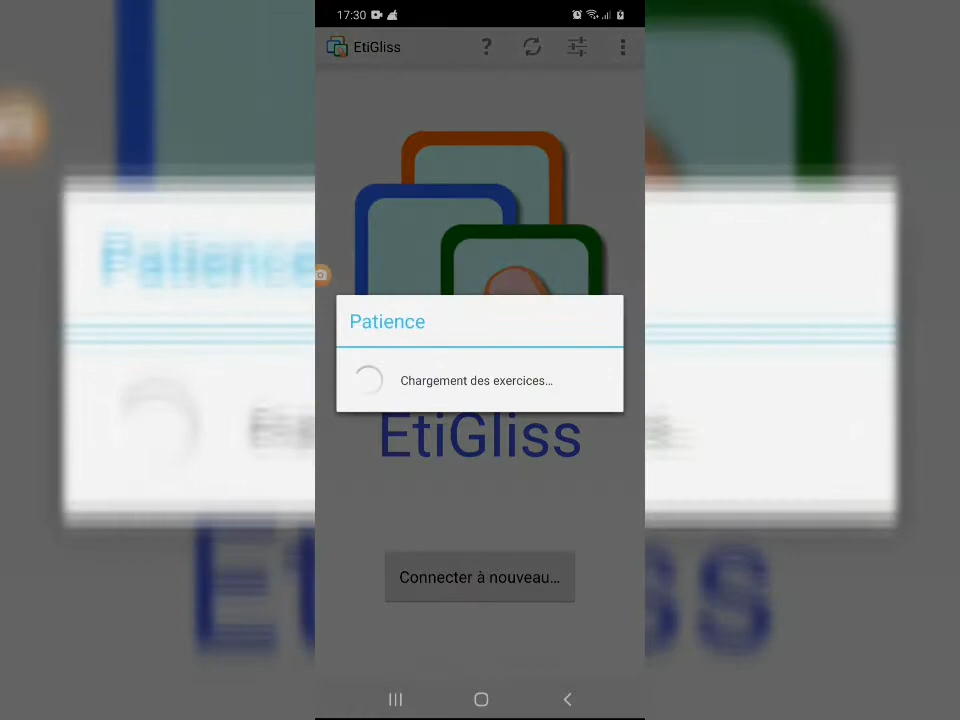 17:30
EtiGliss
?
Patience
Chargement des exercices...
EtiGliss
Connecter à nouveau...